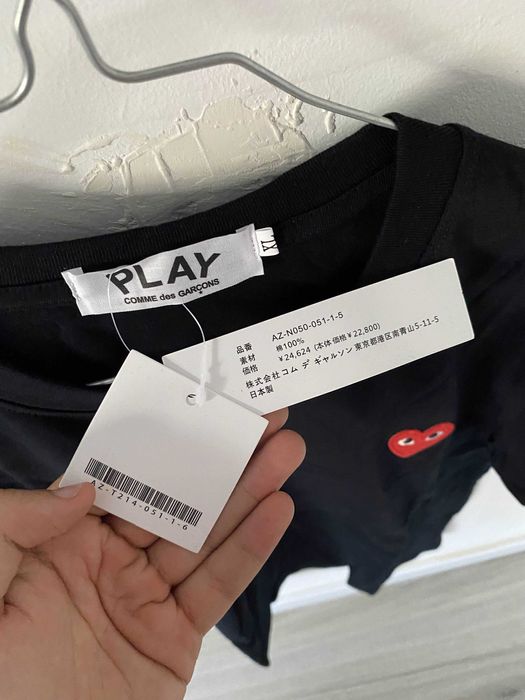 PLAY
COMME des GARÇONS
XL
品番 AZ-N050-051-1-5
素材 綿100%
価格 ¥24,624 (本体価格¥22,800)
株式会社コム デ ギャルソン 東京都港区南青山5-11-5
日本製
AZ-T214-051-1-6